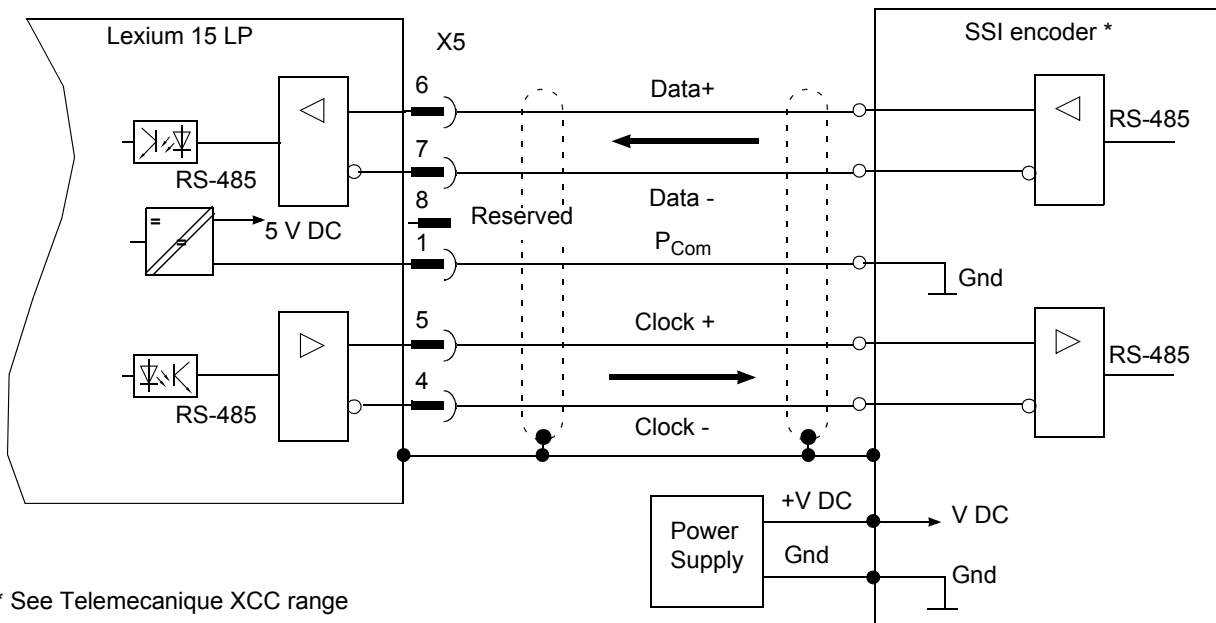 Lexium 15 LP
X5
SSI encoder *
6
Data+
RS-485
RS-485
7
Data -
8
Reserved
5 V DC
1
PCom
Gnd
5
Clock +
RS-485
RS-485
4
Clock -
+V DC
V DC
Power
Supply
Gnd
Gnd
* See Telemecanique XCC range